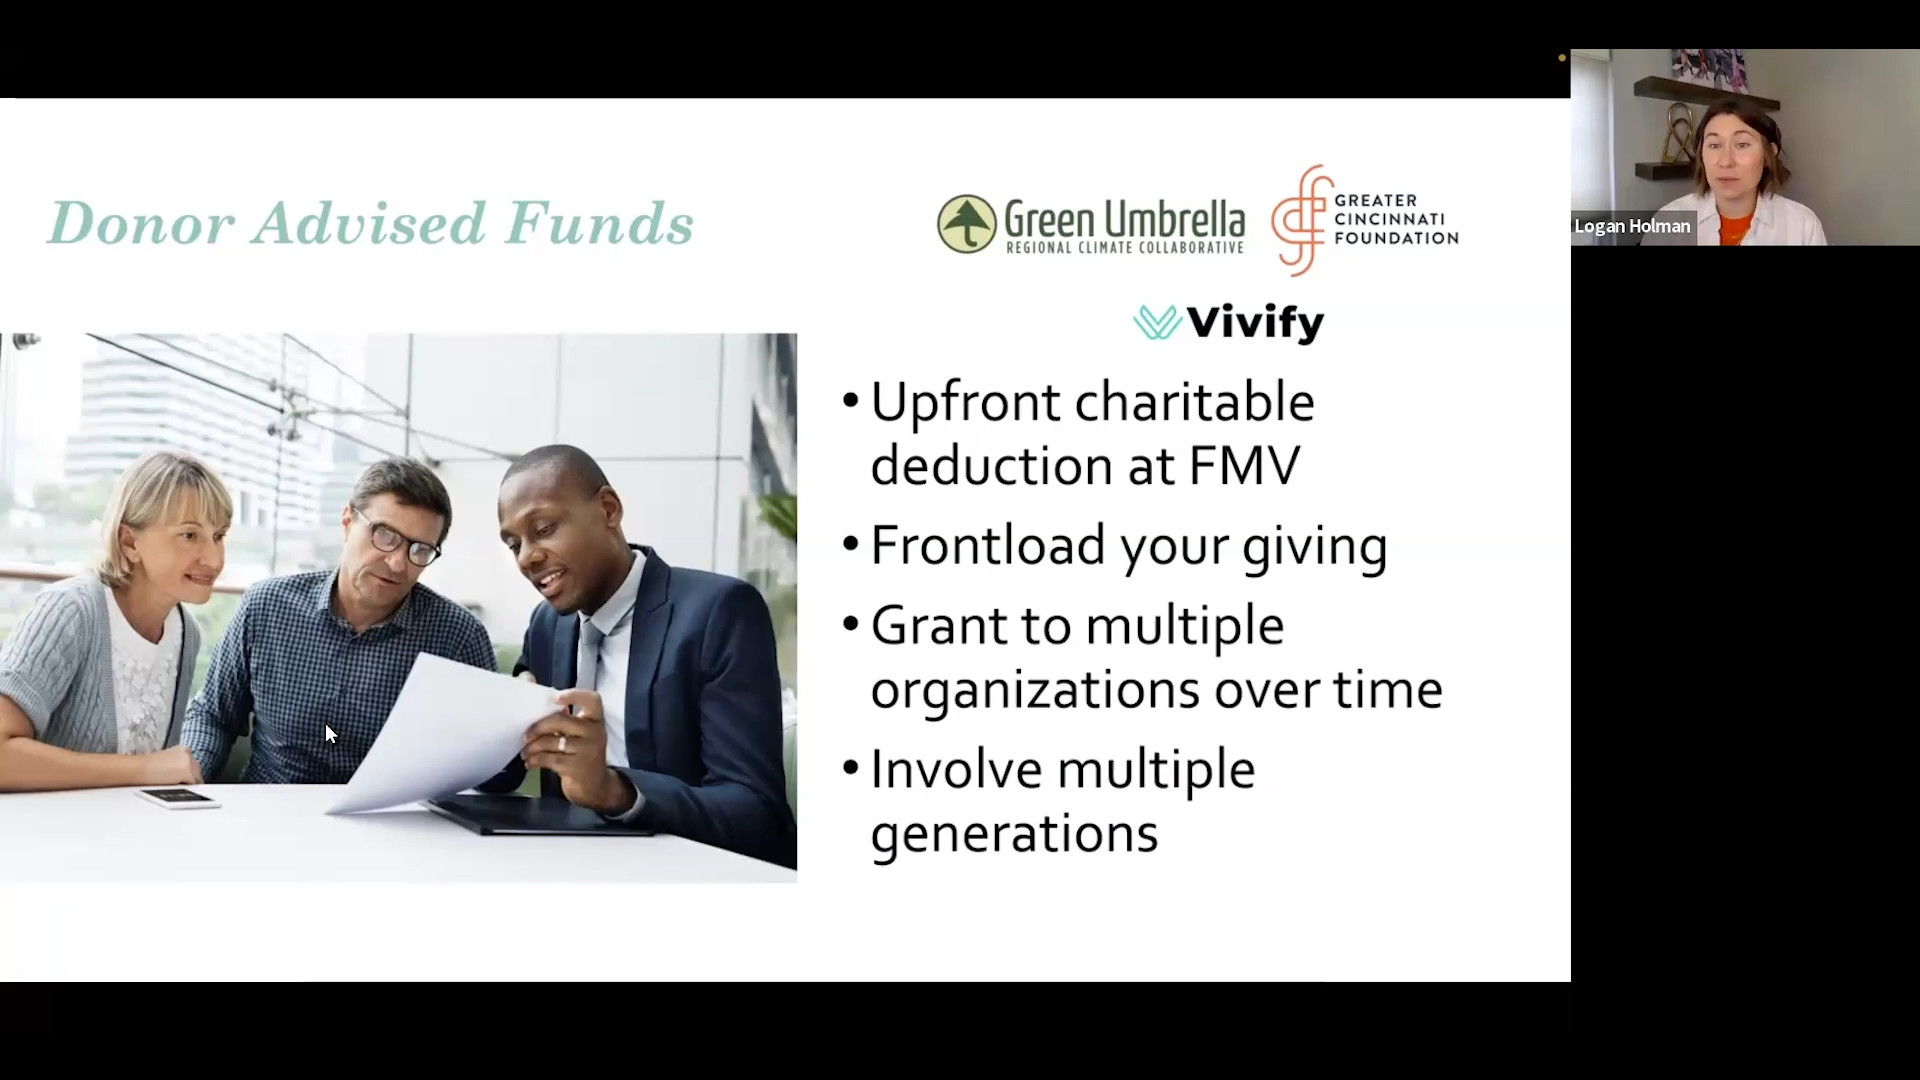 Donor Advised Funds
Green Umbrella
REGIONAL CLIMATE COLLABORATIVE
GREATER
CINCINNATI
FOUNDATION
Vivify
• Upfront charitable
deduction at FMV
• Frontload your giving
• Grant to multiple
organizations over time
• Involve multiple
generations
Logan Holman